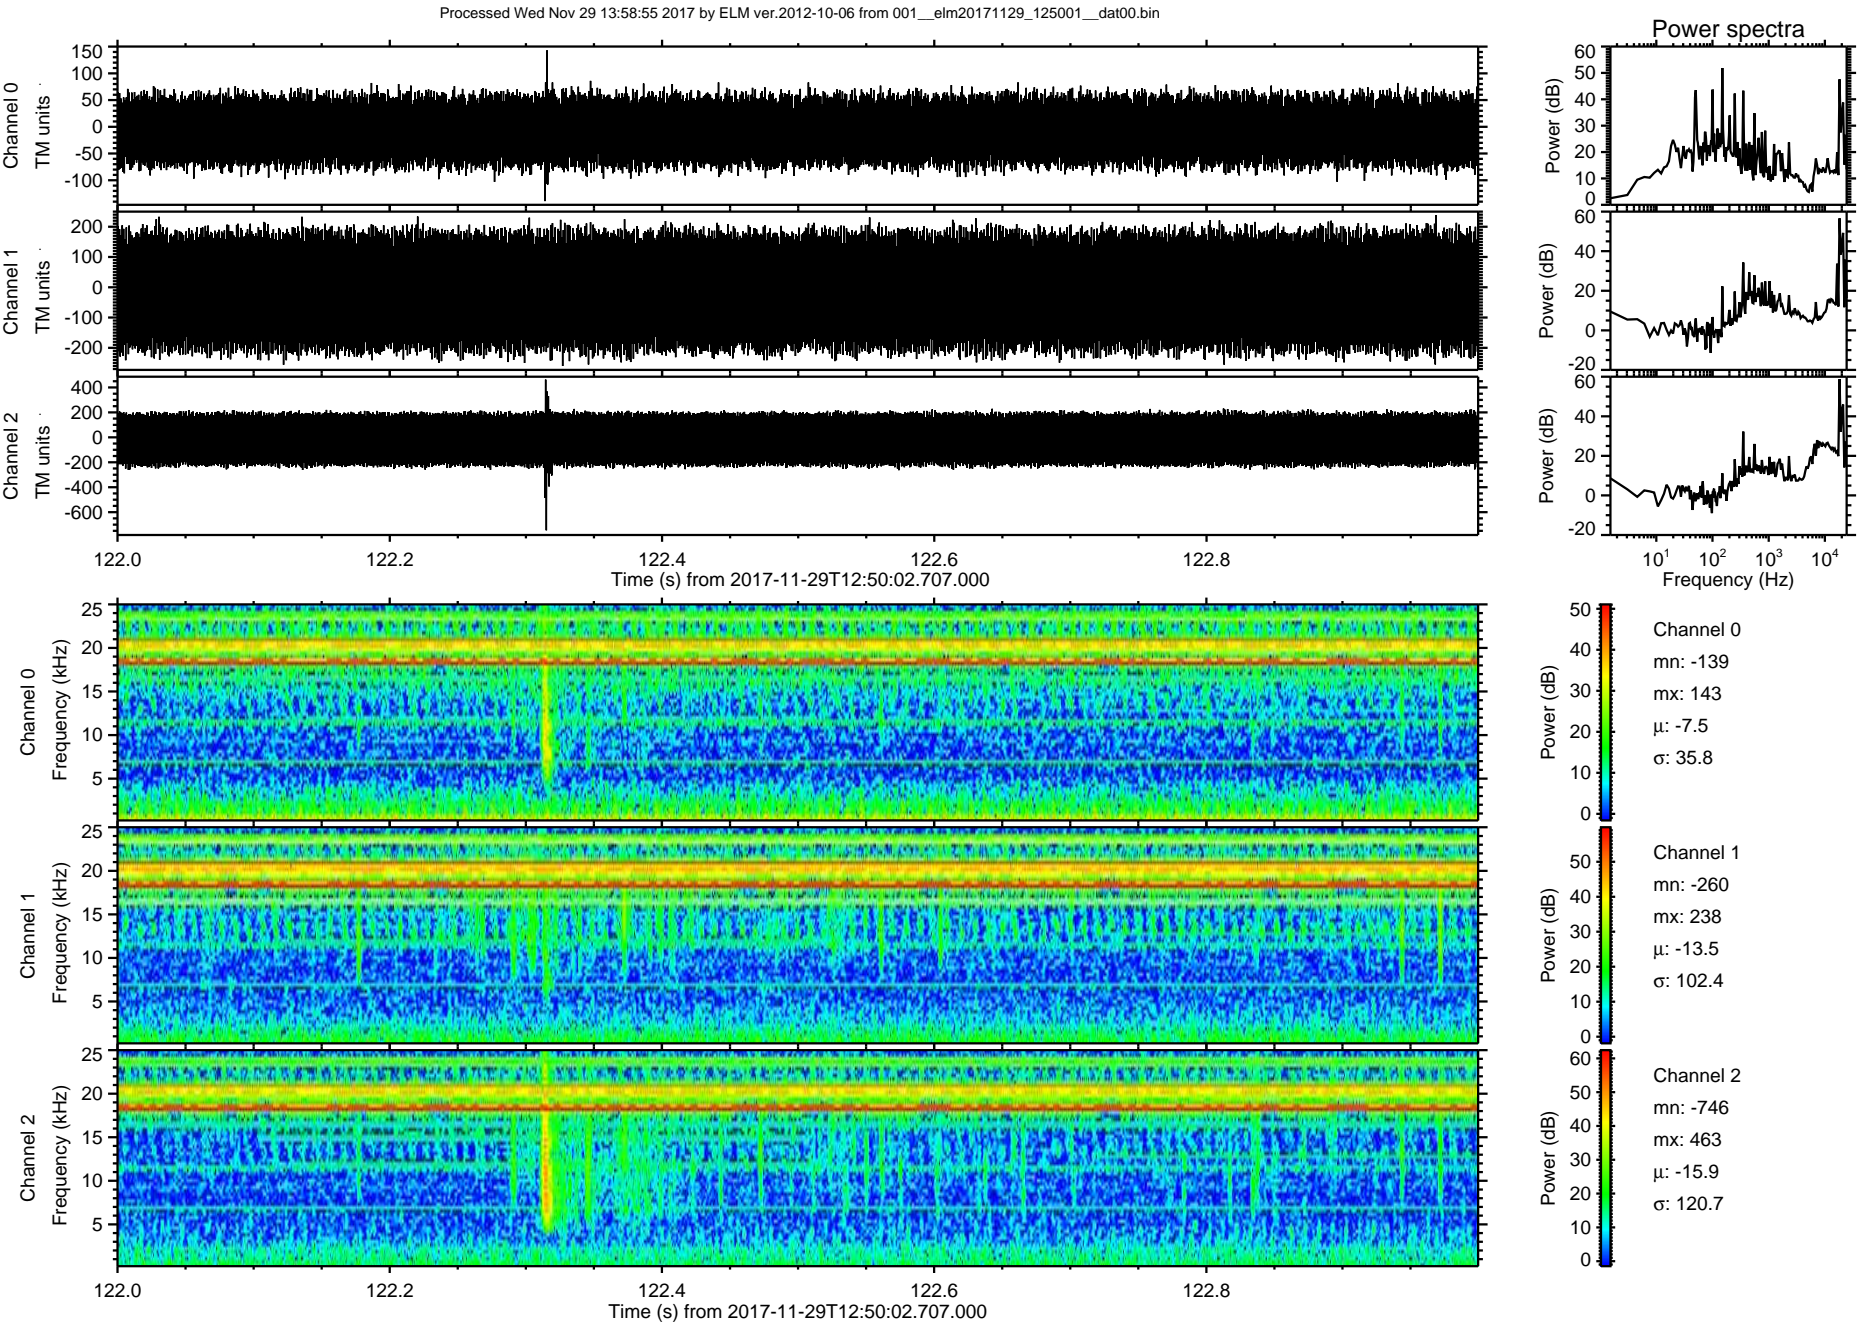 Processed Wed Nov 29 13:58:55 2017 by ELM ver.2012-10-06 from 001__elm20171129_125001__dat00.bin
Power spectra
Channel 0
TM units
150
100
50
0
-50
-100
Power (dB)
60
50
40
30
20
10
0
Channel 1
TM units
200
100
0
-100
-200
Power (dB)
60
40
20
0
-20
Channel 2
TM units
400
200
0
-200
-400
-600
Power (dB)
60
40
20
0
-20
122.0 122.2 122.4 122.6 122.8
Time (s) from 2017-11-29T12:50:02.707.000
10¹ 10² 10³ 10⁴
Frequency (Hz)
Channel 0
Frequency (kHz)
25
20
15
10
5
Power (dB)
50
40
30
20
10
0
Channel 0
mn: -139
mx: 143
µ: -7.5
σ: 35.8
Channel 1
Frequency (kHz)
25
20
15
10
5
Power (dB)
50
40
30
20
10
0
Channel 1
mn: -260
mx: 238
µ: -13.5
σ: 102.4
Channel 2
Frequency (kHz)
25
20
15
10
5
Power (dB)
60
50
40
30
20
10
0
Channel 2
mn: -746
mx: 463
µ: -15.9
σ: 120.7
122.0 122.2 122.4 122.6 122.8
Time (s) from 2017-11-29T12:50:02.707.000